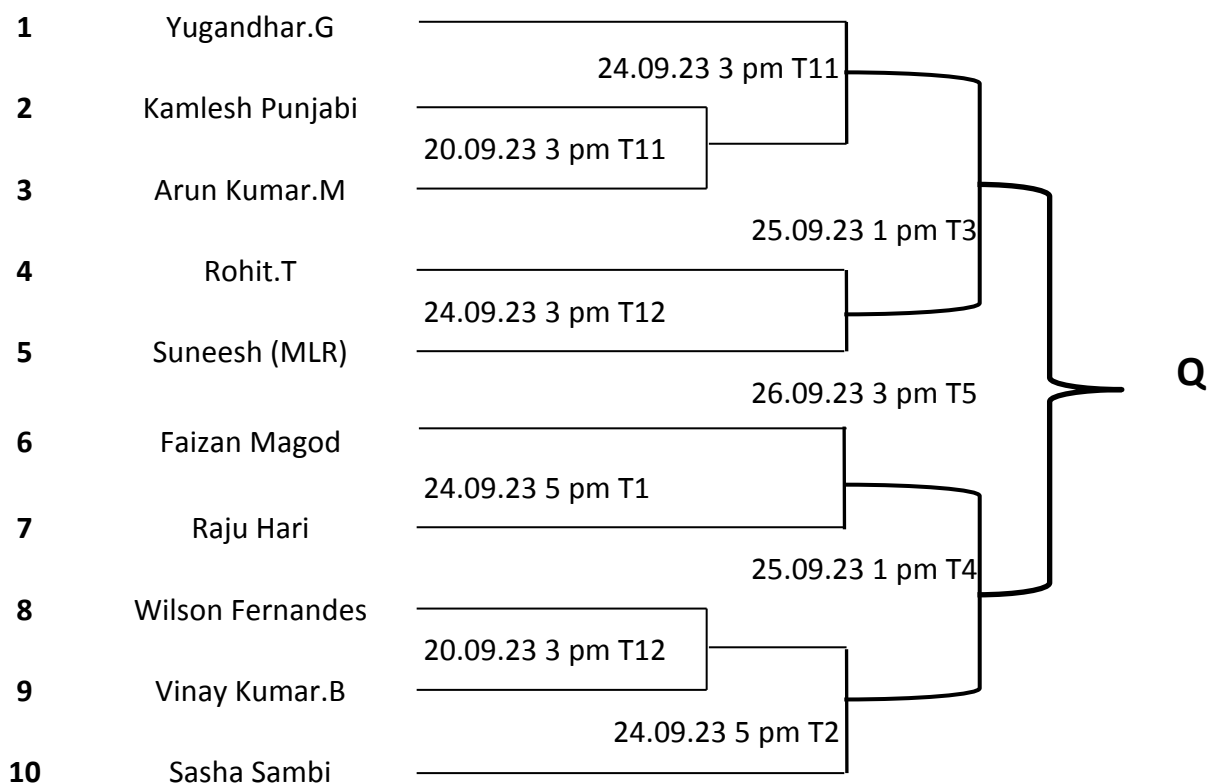 1 Yugandhar.G
24.09.23 3 pm T11
2 Kamlesh Punjabi
20.09.23 3 pm T11
3 Arun Kumar.M
25.09.23 1 pm T3
4 Rohit.T
24.09.23 3 pm T12
5 Suneesh (MLR)
26.09.23 3 pm T5
Q
6 Faizan Magod
24.09.23 5 pm T1
7 Raju Hari
25.09.23 1 pm T4
8 Wilson Fernandes
20.09.23 3 pm T12
9 Vinay Kumar.B
24.09.23 5 pm T2
10 Sasha Sambi